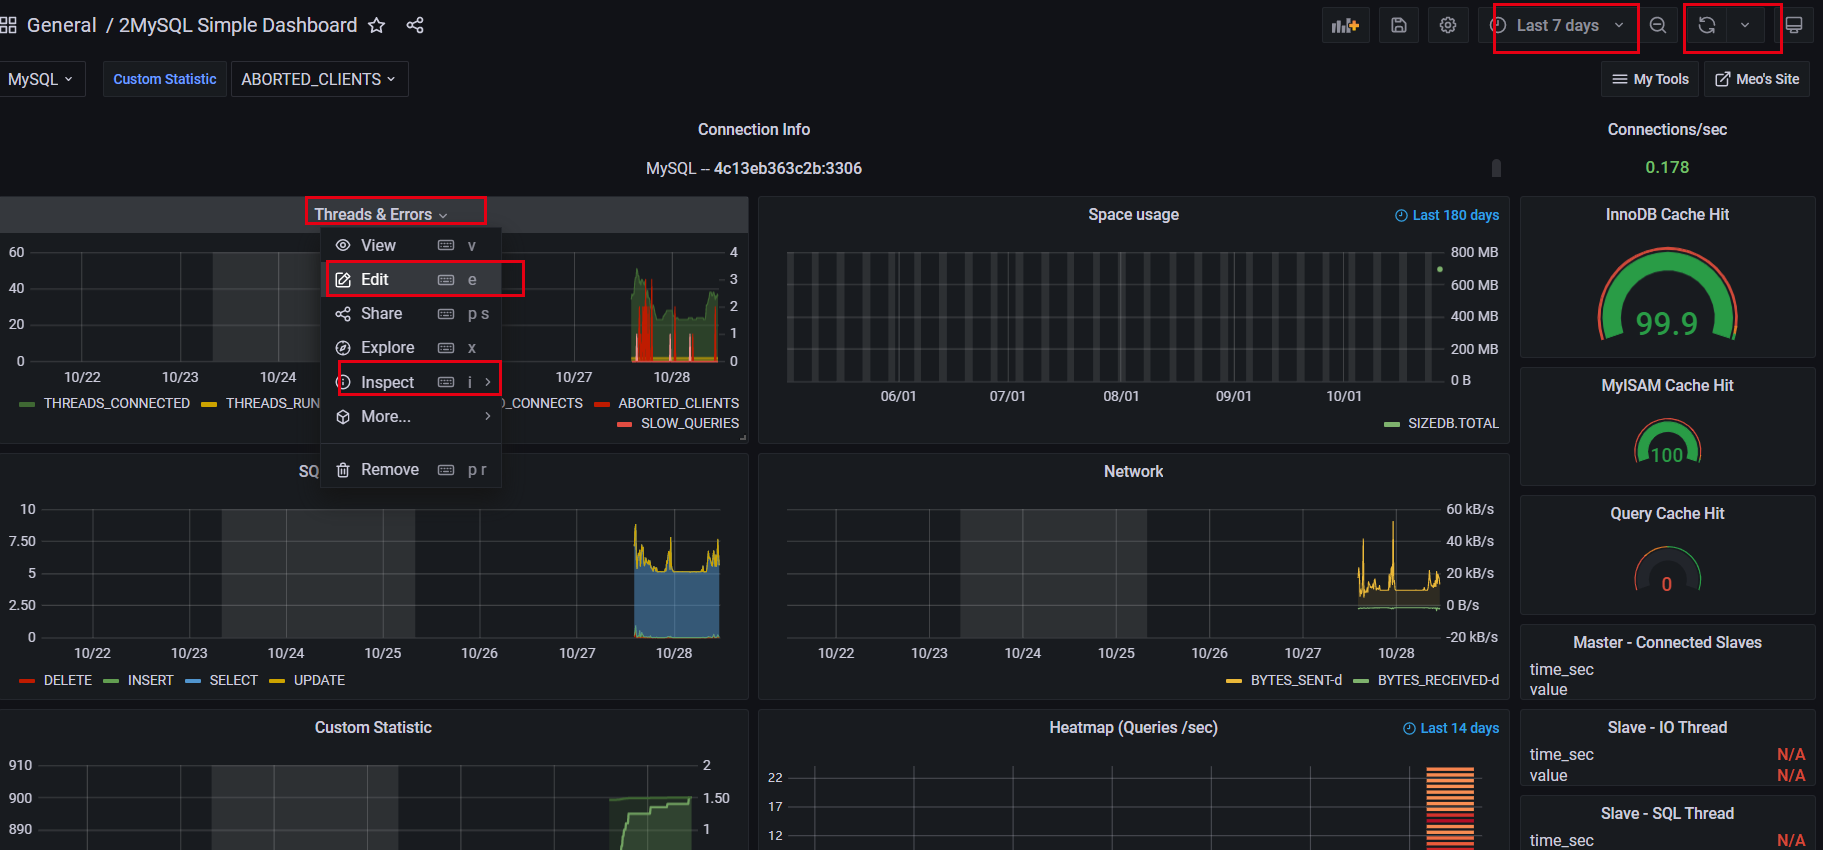 General / 2MySQL Simple Dashboard
Last 7 days
MySQL
Custom Statistic
ABORTED_CLIENTS
My Tools
Meo's Site
Connection Info
MySQL -- 4c13eb363c2b:3306
Connections/sec
0.178
Threads & Errors
View v
Edit e
Share p s
Explore x
Inspect i
More...
Remove p r
60
40
20
0
4
3
2
1
0
10/22 10/23 10/24 10/27 10/28
THREADS_CONNECTED THREADS_RUN D_CONNECTS ABORTED_CLIENTS
SLOW_QUERIES
Space usage
Last 180 days
800 MB
600 MB
400 MB
200 MB
0 B
06/01 07/01 08/01 09/01 10/01
SIZEDB.TOTAL
InnoDB Cache Hit
99.9
MyISAM Cache Hit
100
SQ
10
7.50
5
2.50
0
10/22 10/23 10/24 10/25 10/26 10/27 10/28
DELETE INSERT SELECT UPDATE
Network
60 kB/s
40 kB/s
20 kB/s
0 B/s
-20 kB/s
10/22 10/23 10/24 10/25 10/26 10/27 10/28
BYTES_SENT-d BYTES_RECEIVED-d
Query Cache Hit
0
Master - Connected Slaves
time_sec
value
Custom Statistic
910
900
890
2
1.50
1
Heatmap (Queries /sec)
Last 14 days
22
17
12
Slave - IO Thread
time_sec N/A
value N/A
Slave - SQL Thread
time_sec N/A